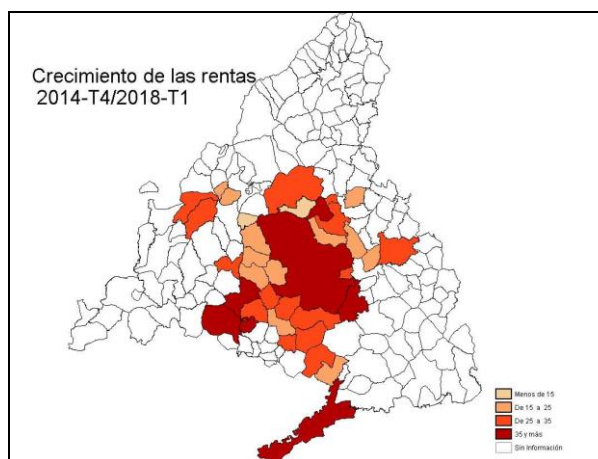 Crecimiento de las rentas
2014-T4/2018-T1
Menos de 15
De 15 a 25
De 25 a 35
35 y más
Sin Información